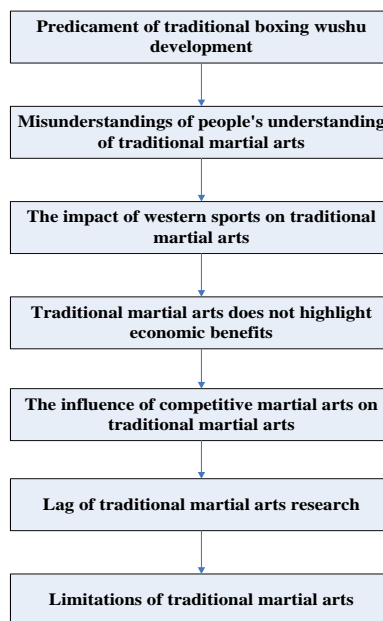 Predicament of traditional boxing wushu
development
Misunderstandings of people's understanding
of traditional martial arts
The impact of western sports on traditional
martial arts
Traditional martial arts does not highlight
economic benefits
The influence of competitive martial arts on
traditional martial arts
Lag of traditional martial arts research
Limitations of traditional martial arts